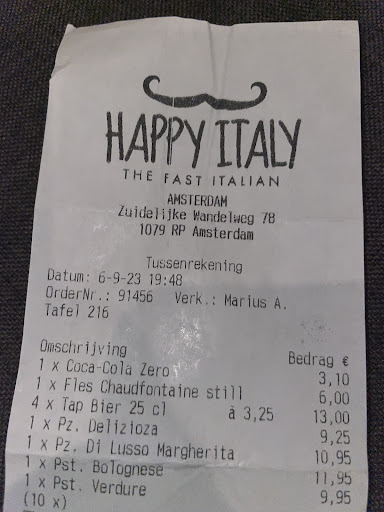 HAPPY ITALY
THE FAST ITALIAN
AMSTERDAM
Zuidelijke Wandelweg 78
1079 RP Amsterdam
Tussenrekening
Datum: 6-9-23 19:48
OrderNr.: 91456 Verk.: Marius A.
Tafel 216
Omschrijving Bedrag €
1 x Coca-Cola Zero 3,10
1 x Fles Chaudfontaine still 6,00
4 x Tap Bier 25 cl à 3,25 13,00
1 x Pz. Delizioza 9,25
1 x Pz. Di Lusso Margherita 10,95
1 x Pst. Bolognese 11,95
1 x Pst. Verdure 9,95
(10 x)